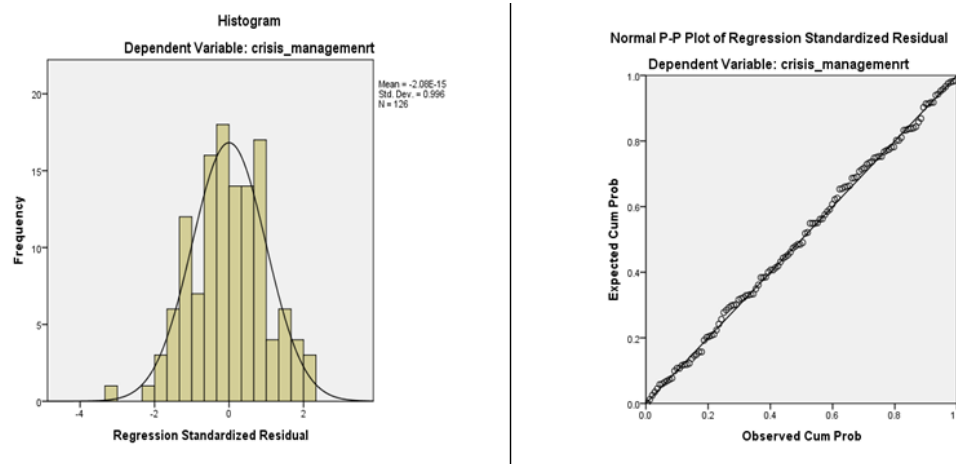 Histogram
Dependent Variable: crisis_managemenrt
Mean = -2.08E-15
Std. Dev. = 0.996
N = 126
20
15
10
5
0
Frequency
-4 -2 0 2
Regression Standardized Residual
Normal P-P Plot of Regression Standardized Residual
Dependent Variable: crisis_managemenrt
1.0
0.8
0.6
0.4
0.2
0.0
Expected Cum Prob
0.0 0.2 0.4 0.6 0.8
Observed Cum Prob